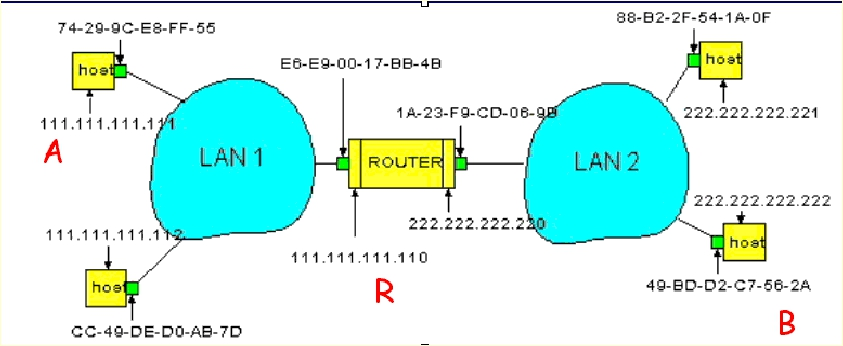 88-B2-2F-54-1A-0F
74-29-9C-E8-FF-55
host
E6-E9-00-17-BB-4B
host
111.111.111.111
1A-23-F9-CD-06-9B
222.222.222.221
A
LAN 1
ROUTER
LAN 2
222.222.222.220
222.222.222.222
111.111.111.112
111.111.111.110
host
host
R
49-BD-D2-C7-56-2A
CC-49-DE-D0-AB-7D
B